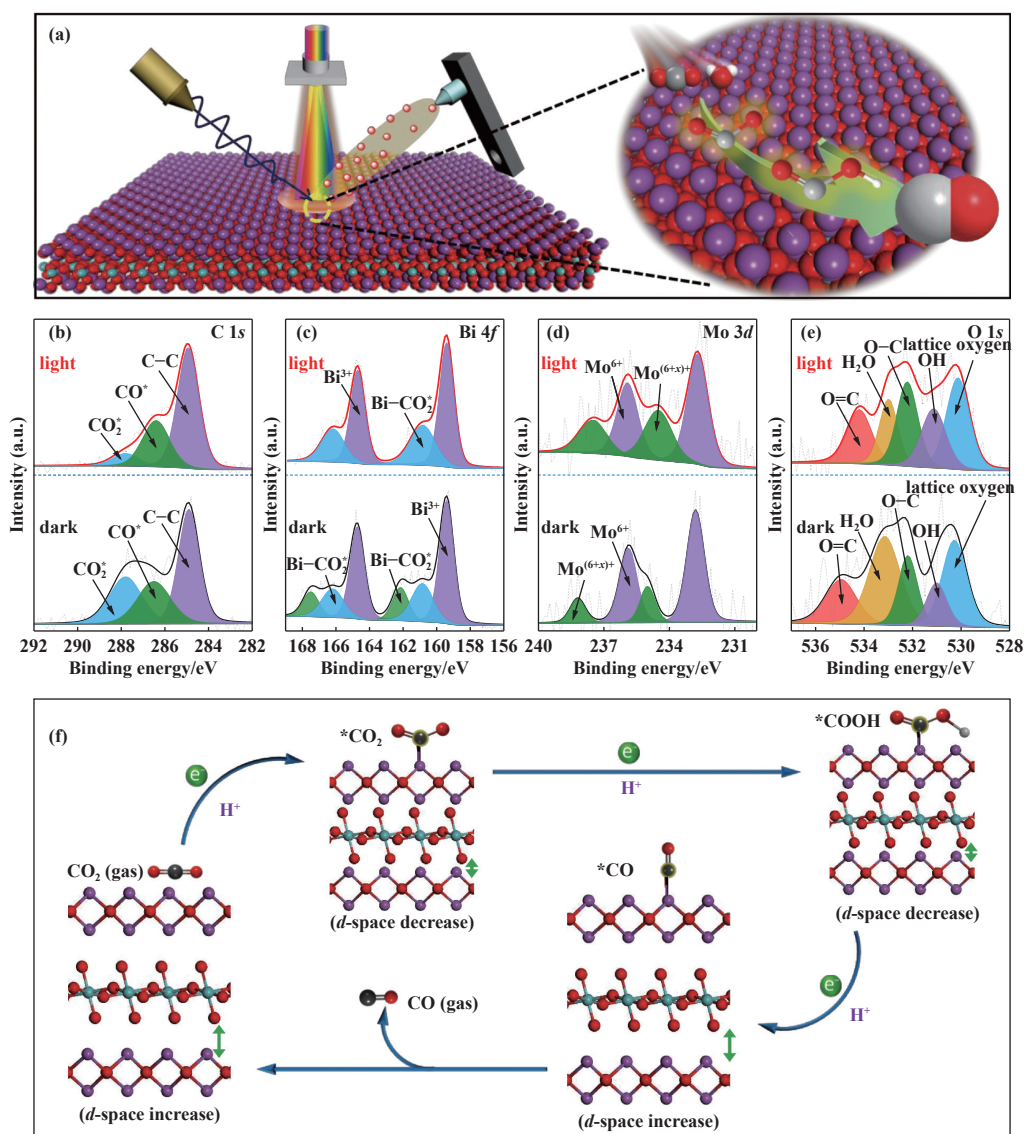 (a)
(b)
C 1s
light
C−C
CO*
CO₂*
dark
C−C
CO*
CO₂*
Intensity (a.u.)
292 290 288 286 284 282
Binding energy/eV
(c)
Bi 4f
light
Bi³⁺
Bi−CO₂*
dark
Bi³⁺
Bi−CO₂*
Bi−CO₂*
Intensity (a.u.)
168 166 164 162 160 158 156
Binding energy/eV
(d)
Mo 3d
light
Mo⁶⁺
Mo⁽⁶⁺ˣ⁾⁺
dark
Mo⁶⁺
Mo⁽⁶⁺ˣ⁾⁺
Intensity (a.u.)
240 237 234 231
Binding energy/eV
(e)
O 1s
light
O−C
lattice oxygen
H₂O
OH
O=C
dark
lattice oxygen
O−C
H₂O
OH
O=C
Intensity (a.u.)
536 534 532 530 528
Binding energy/eV
(f)
*CO₂
e⁻
H⁺
(d-space decrease)
e⁻
H⁺
*COOH
(d-space decrease)
CO₂ (gas)
(d-space increase)
CO (gas)
*CO
(d-space increase)
e⁻
H⁺